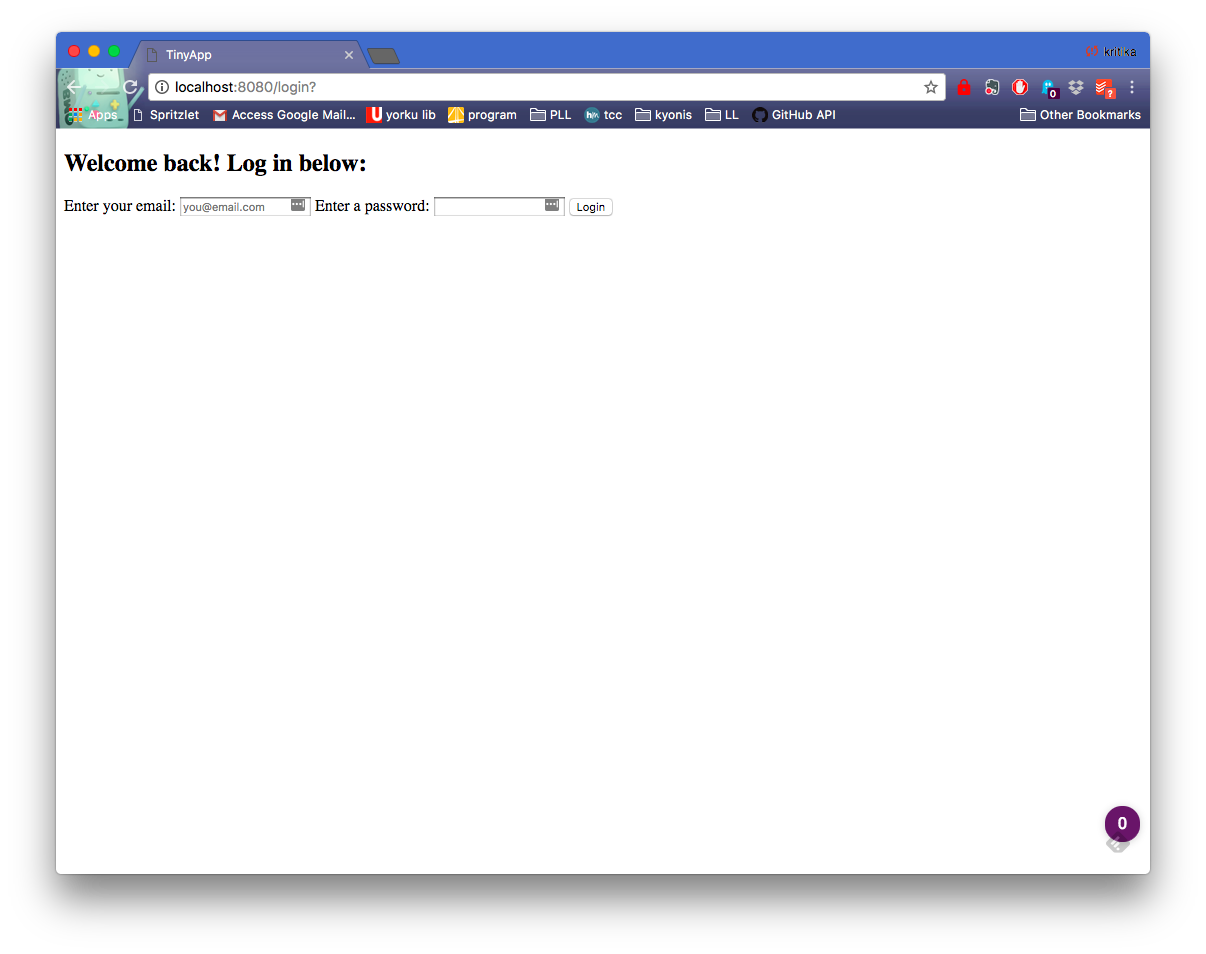 TinyApp
kritika
localhost:8080/login?
?
0
Apps Spritzlet Access Google Mail... yorku lib program PLL tcc kyonis LL GitHub API Other Bookmarks
Welcome back! Log in below:
Enter your email: you@email.com Enter a password: Login
0